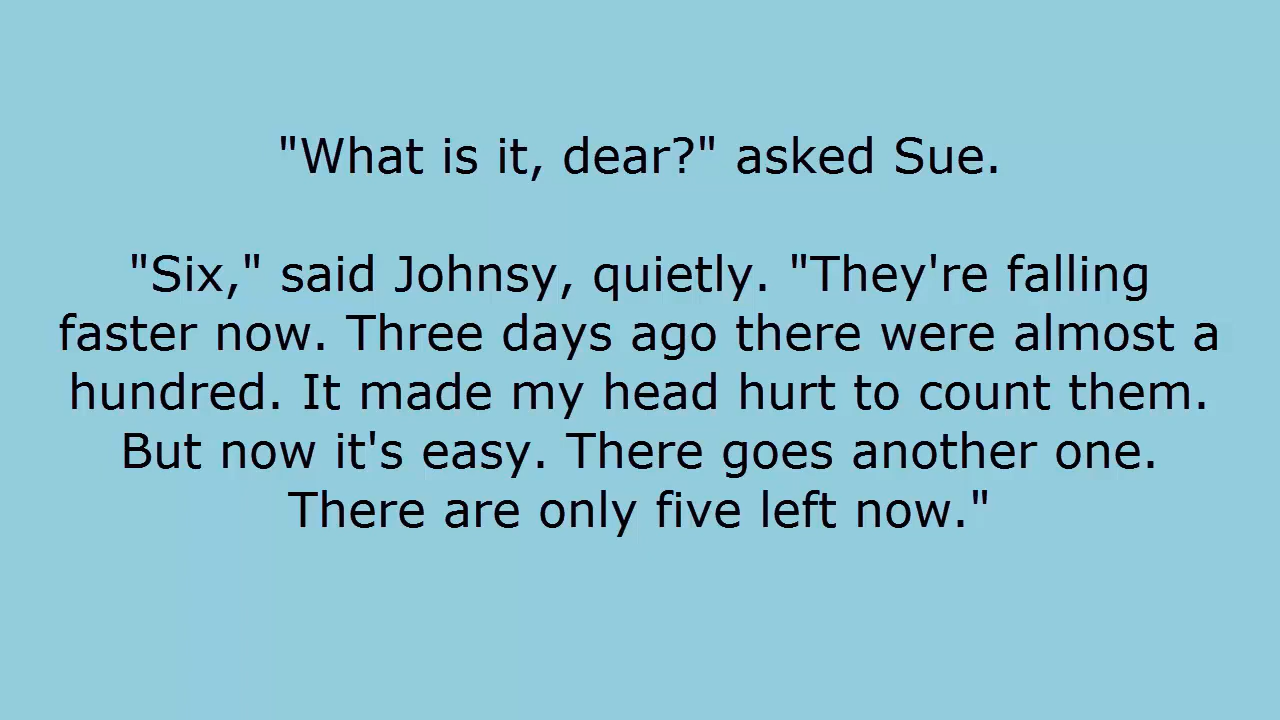 "What is it, dear?" asked Sue.
"Six," said Johnsy, quietly. "They're falling
faster now. Three days ago there were almost a
hundred. It made my head hurt to count them.
But now it's easy. There goes another one.
There are only five left now."